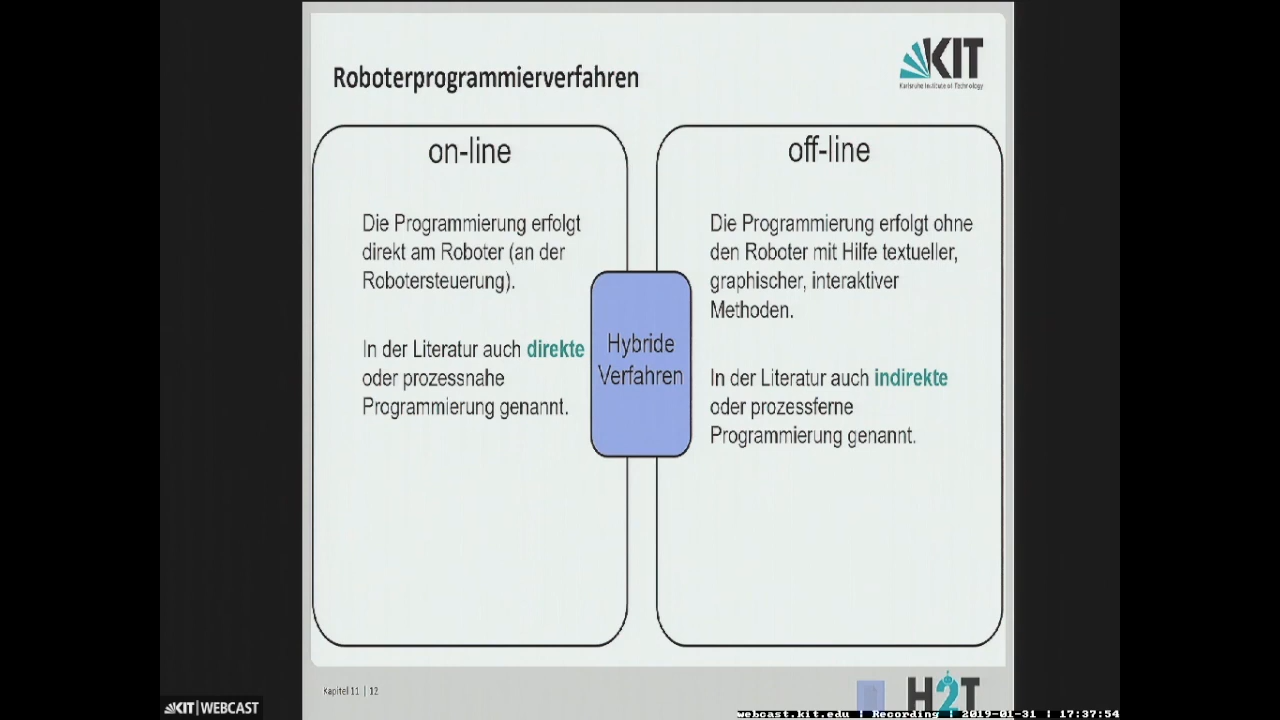 Roboterprogrammierverfahren
KIT
Karlsruhe Institute of Technology
on-line
Die Programmierung erfolgt
direkt am Roboter (an der
Robotersteuerung).
In der Literatur auch direkte
oder prozessnahe
Programmierung genannt.
Hybride
Verfahren
off-line
Die Programmierung erfolgt ohne
den Roboter mit Hilfe textueller,
graphischer, interaktiver
Methoden.
In der Literatur auch indirekte
oder prozessferne
Programmierung genannt.
Kapitel 11 | 12
H2T
KIT | WEBCAST
webcast.kit.edu | Recording | 2019-01-31 | 17:37:54